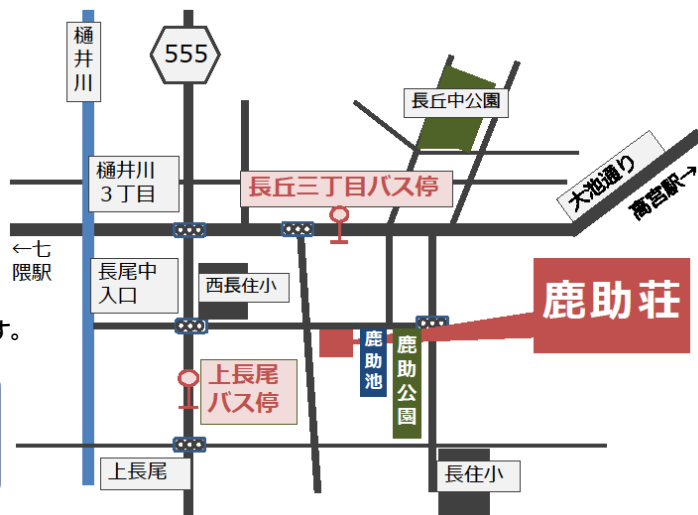 樋
井
川
555
長丘中公園
樋井川
３丁目
長丘三丁目バス停
大池通り
高宮駅→
←七
隈駅
長尾中
入口
西長住小
鹿助荘
す。
鹿
助
池
鹿
助
公
園
上長尾
バス停
上長尾
長住小